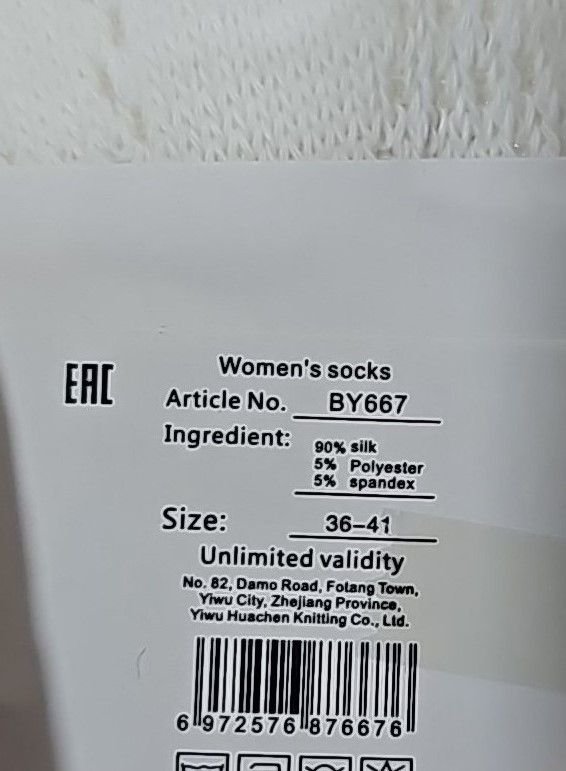 EAC
Women's socks
Article No. BY667
Ingredient: 90% silk
5% Polyester
5% spandex
Size: 36-41
Unlimited validity
No. 82, Damo Road, Fotang Town,
Yiwu City, Zhejiang Province,
Yiwu Huachen Knitting Co., Ltd.
6 972576 876676